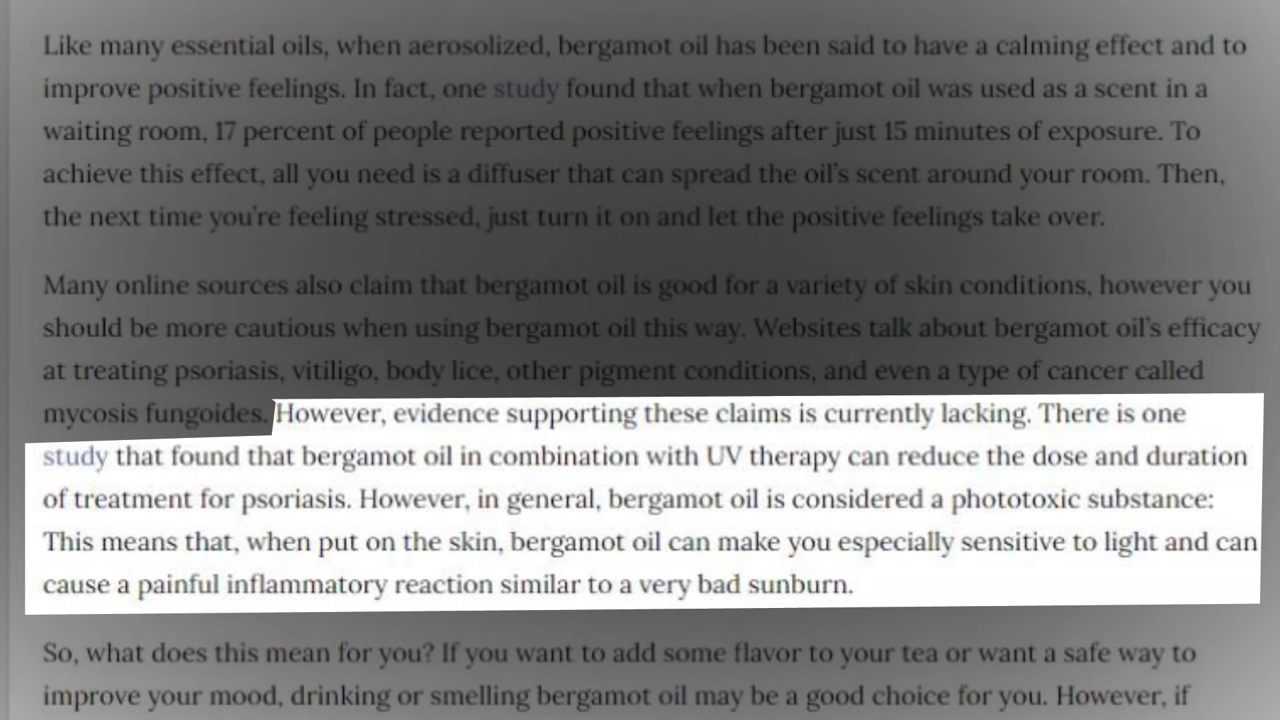 Like many essential oils, when aerosolized, bergamot oil has been said to have a calming effect and to
improve positive feelings. In fact, one study found that when bergamot oil was used as a scent in a
waiting room, 17 percent of people reported positive feelings after just 15 minutes of exposure. To
achieve this effect, all you need is a diffuser that can spread the oil's scent around your room. Then,
the next time you're feeling stressed, just turn it on and let the positive feelings take over.
Many online sources also claim that bergamot oil is good for a variety of skin conditions, however you
should be more cautious when using bergamot oil this way. Websites talk about bergamot oil's efficacy
at treating psoriasis, vitiligo, body lice, other pigment conditions, and even a type of cancer called
mycosis fungoides. However, evidence supporting these claims is currently lacking. There is one
study that found that bergamot oil in combination with UV therapy can reduce the dose and duration
of treatment for psoriasis. However, in general, bergamot oil is considered a phototoxic substance:
This means that, when put on the skin, bergamot oil can make you especially sensitive to light and can
cause a painful inflammatory reaction similar to a very bad sunburn.
So, what does this mean for you? If you want to add some flavor to your tea or want a safe way to
improve your mood, drinking or smelling bergamot oil may be a good choice for you. However, if